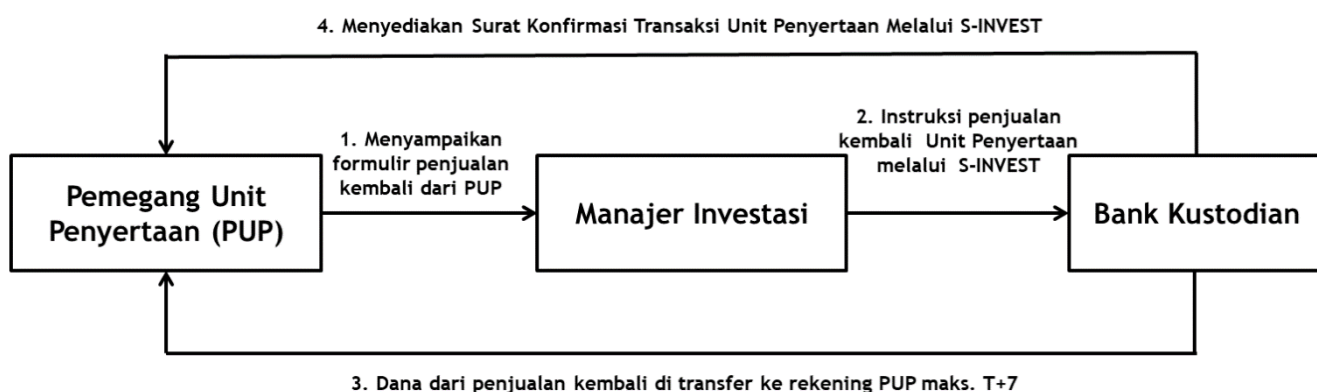 4. Menyediakan Surat Konfirmasi Transaksi Unit Penyertaan Melalui S-INVEST
1. Menyampaikan
formulir penjualan
kembali dari PUP
2. Instruksi penjualan
kembali Unit Penyertaan
melalui S-INVEST
Pemegang Unit
Penyertaan (PUP)
Manajer Investasi
Bank Kustodian
3. Dana dari penjualan kembali di transfer ke rekening PUP maks. T+7